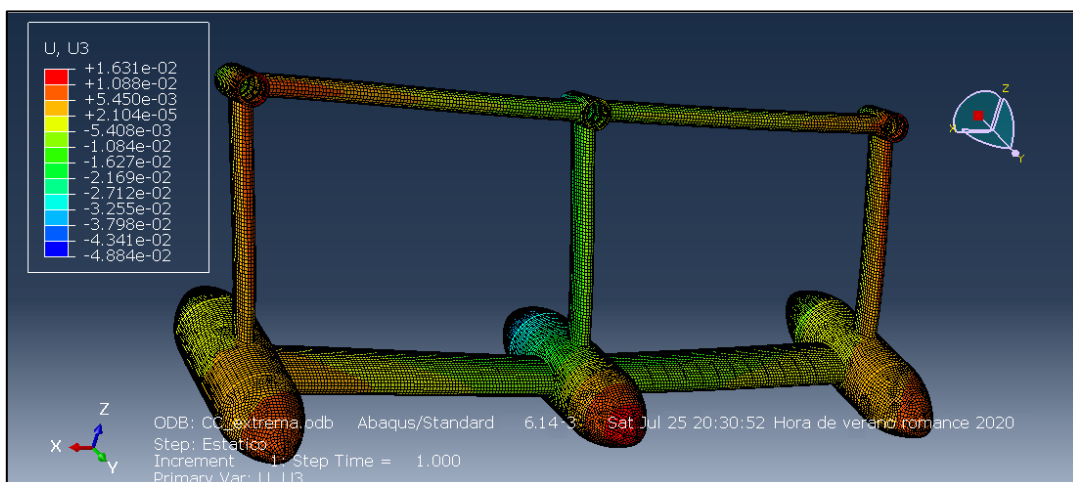 U, U3
+1.631e-02
+1.088e-02
+5.450e-03
+2.104e-05
-5.408e-03
-1.084e-02
-1.627e-02
-2.169e-02
-2.712e-02
-3.255e-02
-3.798e-02
-4.341e-02
-4.884e-02
Z
X
Y
Z
X
Y
ODB: CC_extrema.odb Abaqus/Standard 6.14-3 Sat Jul 25 20:30:52 Hora de verano romance 2020
Step: Estatico
Increment 1: Step Time = 1.000
Primary Var: U, U3